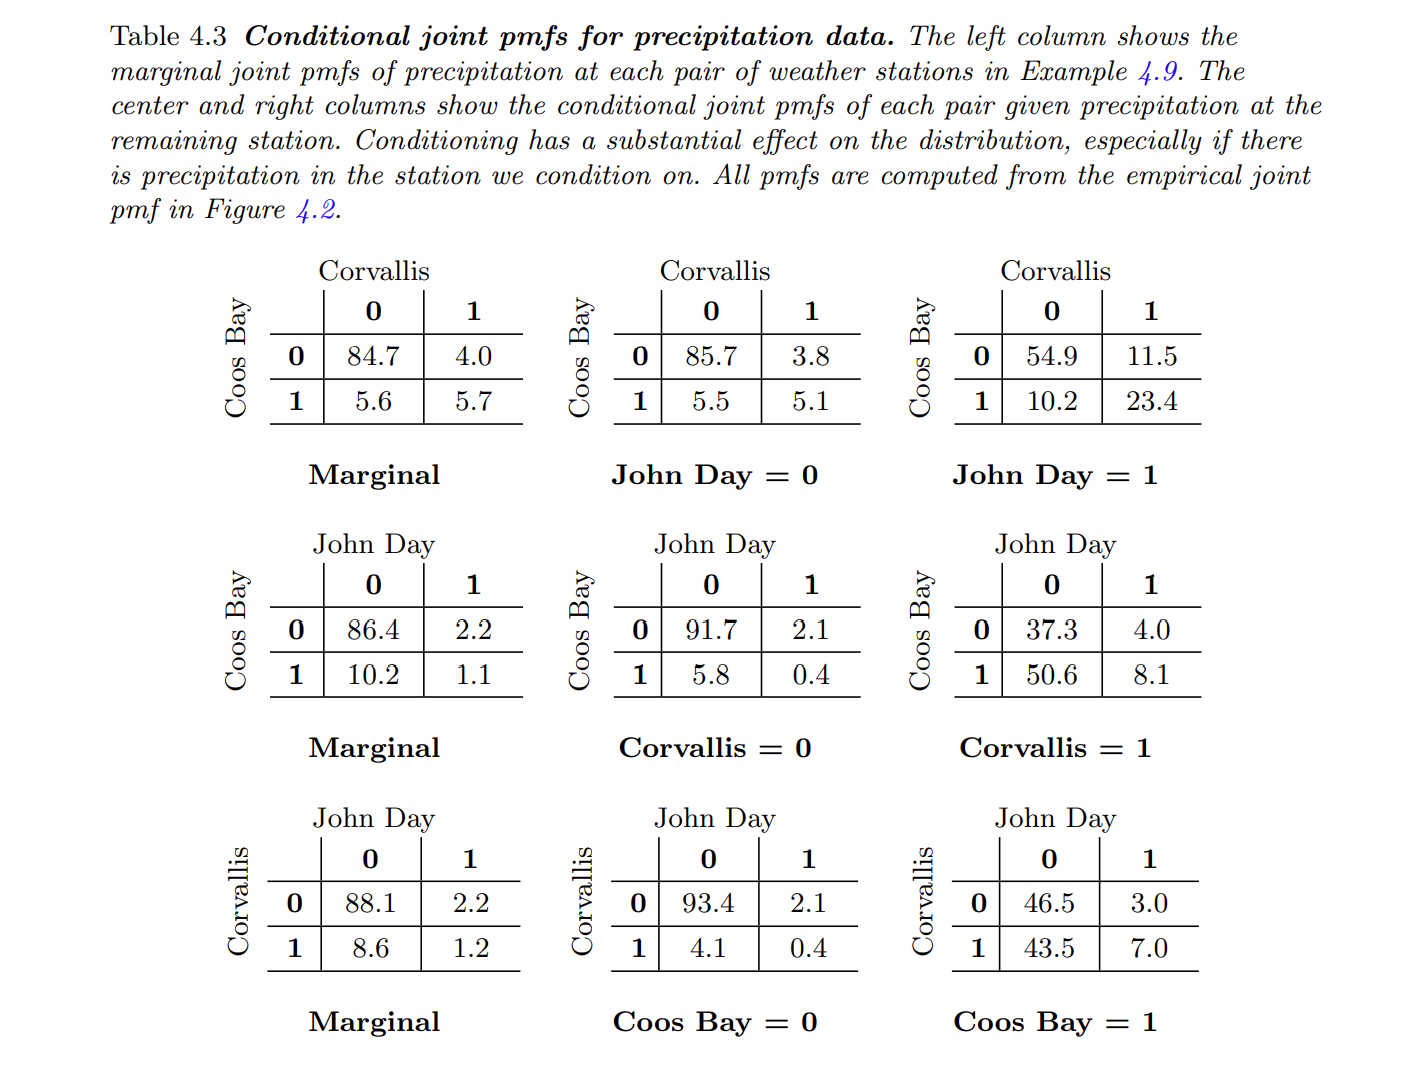 Table 4.3 Conditional joint pmfs for precipitation data. The left column shows the
marginal joint pmfs of precipitation at each pair of weather stations in Example 4.9. The
center and right columns show the conditional joint pmfs of each pair given precipitation at the
remaining station. Conditioning has a substantial effect on the distribution, especially if there
is precipitation in the station we condition on. All pmfs are computed from the empirical joint
pmf in Figure 4.2.
Corvallis
Coos Bay
0 1
0 84.7 4.0
1 5.6 5.7
Marginal
Corvallis
Coos Bay
0 1
0 85.7 3.8
1 5.5 5.1
John Day = 0
Corvallis
Coos Bay
0 1
0 54.9 11.5
1 10.2 23.4
John Day = 1
John Day
Coos Bay
0 1
0 86.4 2.2
1 10.2 1.1
Marginal
John Day
Coos Bay
0 1
0 91.7 2.1
1 5.8 0.4
Corvallis = 0
John Day
Coos Bay
0 1
0 37.3 4.0
1 50.6 8.1
Corvallis = 1
John Day
Corvallis
0 1
0 88.1 2.2
1 8.6 1.2
Marginal
John Day
Corvallis
0 1
0 93.4 2.1
1 4.1 0.4
Coos Bay = 0
John Day
Corvallis
0 1
0 46.5 3.0
1 43.5 7.0
Coos Bay = 1